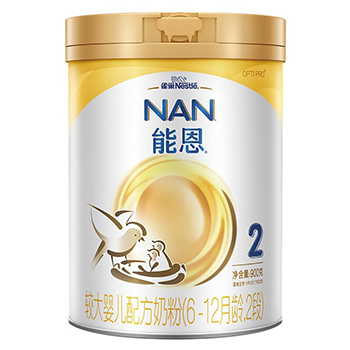 OPTI PRO
雀巢 Nestlé
NAN
能恩
2
净含量:900克
较大婴儿配方奶粉(6-12月龄,2段)